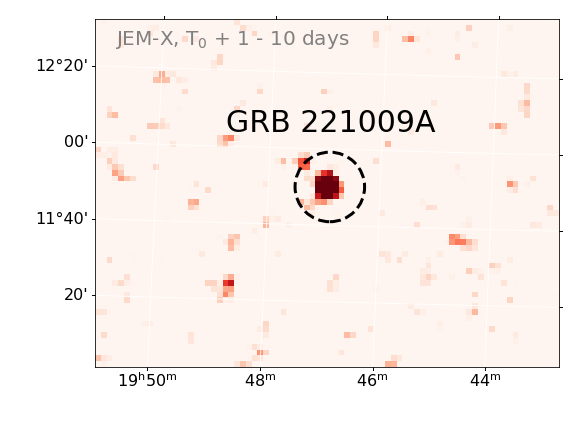 JEM-X, T₀ + 1 - 10 days
12°20'
GRB 221009A
00'
11°40'
20'
19ʰ50ᵐ 48ᵐ 46ᵐ 44ᵐ